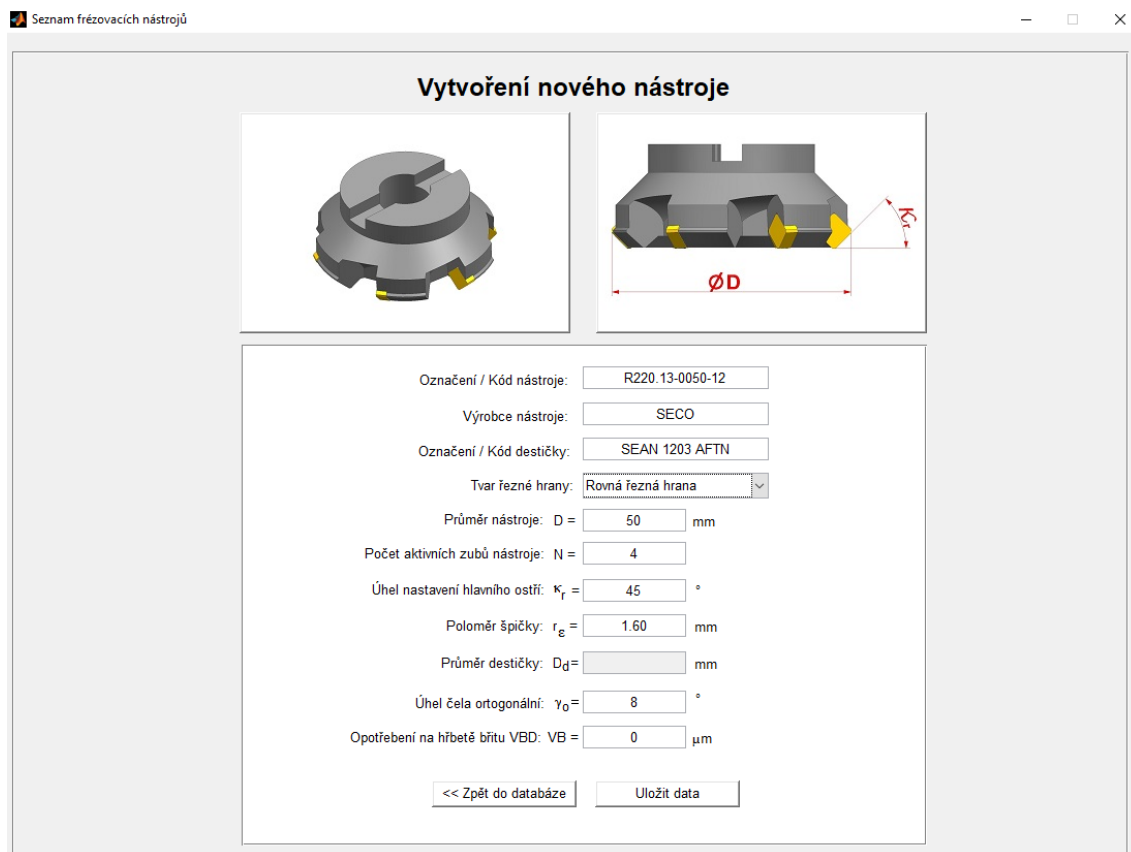 Seznam frézovacích nástrojů
Vytvoření nového nástroje
κr
ØD
Označení / Kód nástroje: R220.13-0050-12
Výrobce nástroje: SECO
Označení / Kód destičky: SEAN 1203 AFTN
Tvar řezné hrany: Rovná řezná hrana
Průměr nástroje: D = 50 mm
Počet aktivních zubů nástroje: N = 4
Úhel nastavení hlavního ostří: κr = 45 °
Poloměr špičky: rε = 1.60 mm
Průměr destičky: Dd= mm
Úhel čela ortogonální: γo= 8 °
Opotřebení na hřbetě břitu VBD: VB = 0 μm
<< Zpět do databáze Uložit data